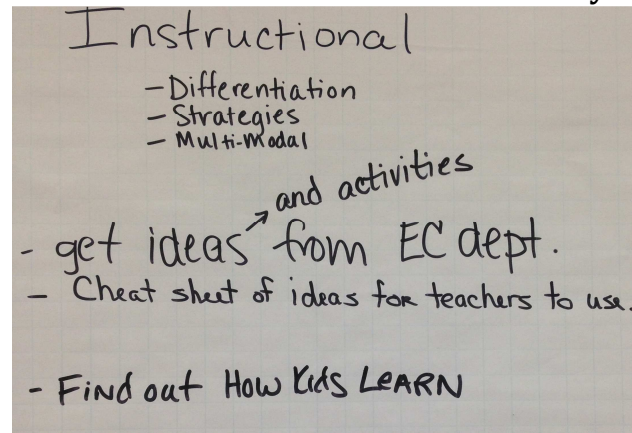 Instructional
- Differentiation
- Strategies
- Multi-Modal
and activities
- get ideas from EC dept.
- Cheat sheet of ideas for teachers to use.
- Find out How Kids LEARN